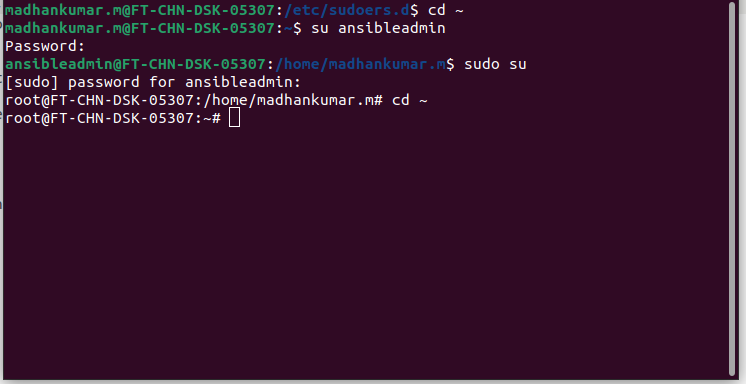 madhankumar.m@FT-CHN-DSK-05307:/etc/sudoers.d$ cd ~
madhankumar.m@FT-CHN-DSK-05307:~$ su ansibleadmin
Password:
ansibleadmin@FT-CHN-DSK-05307:/home/madhankumar.m$ sudo su
[sudo] password for ansibleadmin:
root@FT-CHN-DSK-05307:/home/madhankumar.m# cd ~
root@FT-CHN-DSK-05307:~#